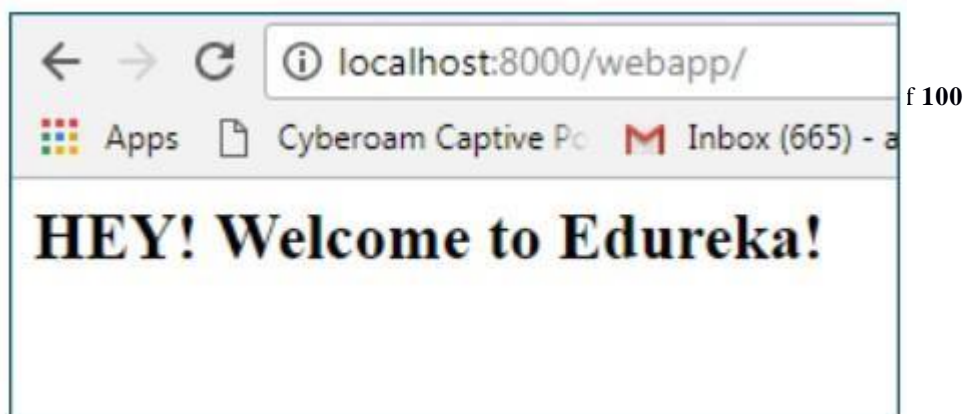 localhost:8000/webapp/
f 100
Apps Cyberoam Captive Po Inbox (665) - a
HEY! Welcome to Edureka!